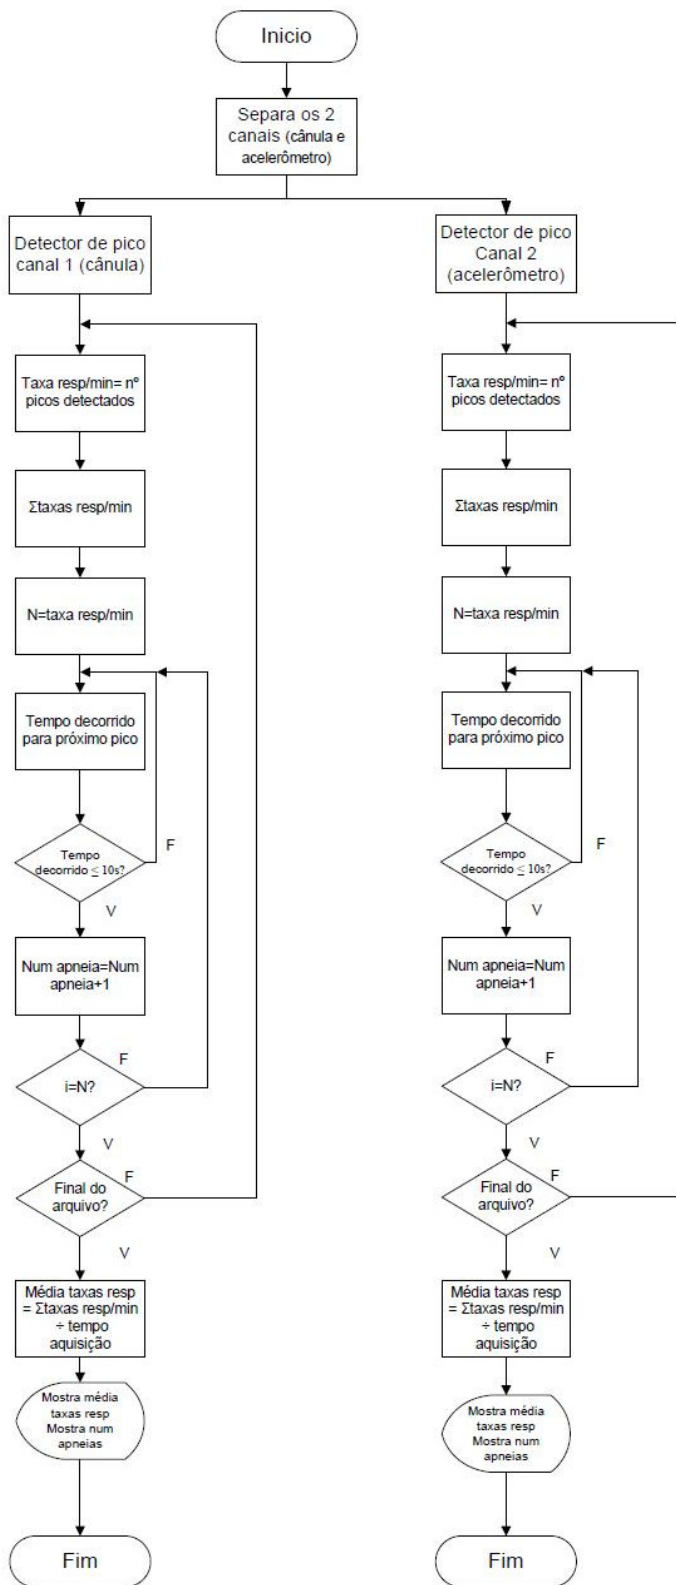 Inicio
Separa os 2
canais (cânula e
acelerômetro)
Detector de pico
canal 1 (cânula)
Taxa resp/min= nº
picos detectados
Σtaxas resp/min
N=taxa resp/min
Tempo decorrido
para próximo pico
Tempo
decorrido ≤ 10s?
F
V
Num apneia=Num
apneia+1
i=N?
F
V
Final do
arquivo?
F
V
Média taxas resp
= Σtaxas resp/min
÷ tempo
aquisição
Mostra média
taxas resp
Mostra num
apneias
Fim
Detector de pico
Canal 2
(acelerômetro)
Taxa resp/min= nº
picos detectados
Σtaxas resp/min
N=taxa resp/min
Tempo decorrido
para próximo pico
Tempo
decorrido ≤ 10s?
F
V
Num apneia=Num
apneia+1
i=N?
F
V
Final do
arquivo?
F
V
Média taxas resp
= Σtaxas resp/min
÷ tempo
aquisição
Mostra média
taxas resp
Mostra num
apneias
Fim